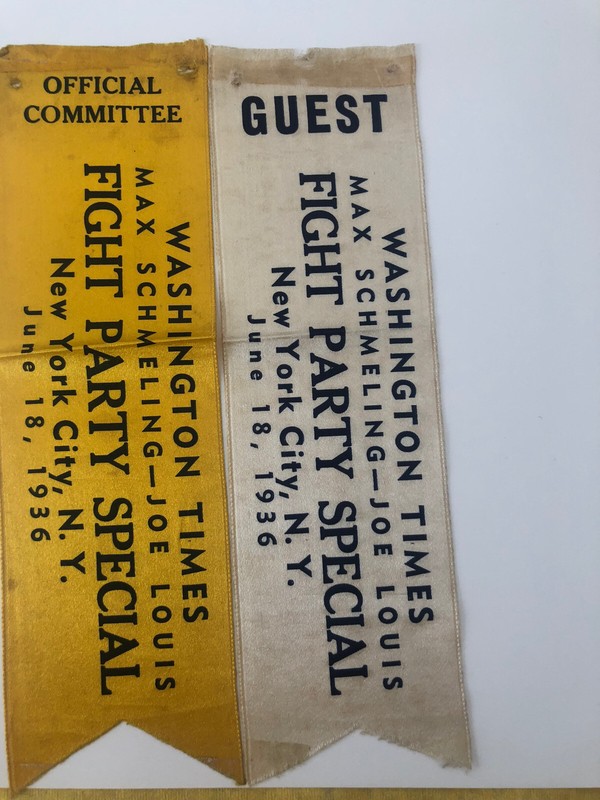 OFFICIAL
COMMITTEE
WASHINGTON TIMES
MAX SCHMELING—JOE LOUIS
FIGHT PARTY SPECIAL
New York City, N. Y.
June 18, 1936
GUEST
WASHINGTON TIMES
MAX SCHMELING—JOE LOUIS
FIGHT PARTY SPECIAL
New York City, N. Y.
June 18, 1936